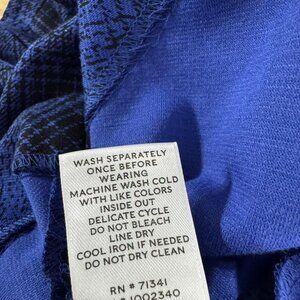 WASH SEPARATELY
ONCE BEFORE
WEARING
MACHINE WASH COLD
WITH LIKE COLORS
INSIDE OUT
DELICATE CYCLE
DO NOT BLEACH
LINE DRY
COOL IRON IF NEEDED
DO NOT DRY CLEAN
RN # 71341
1002340